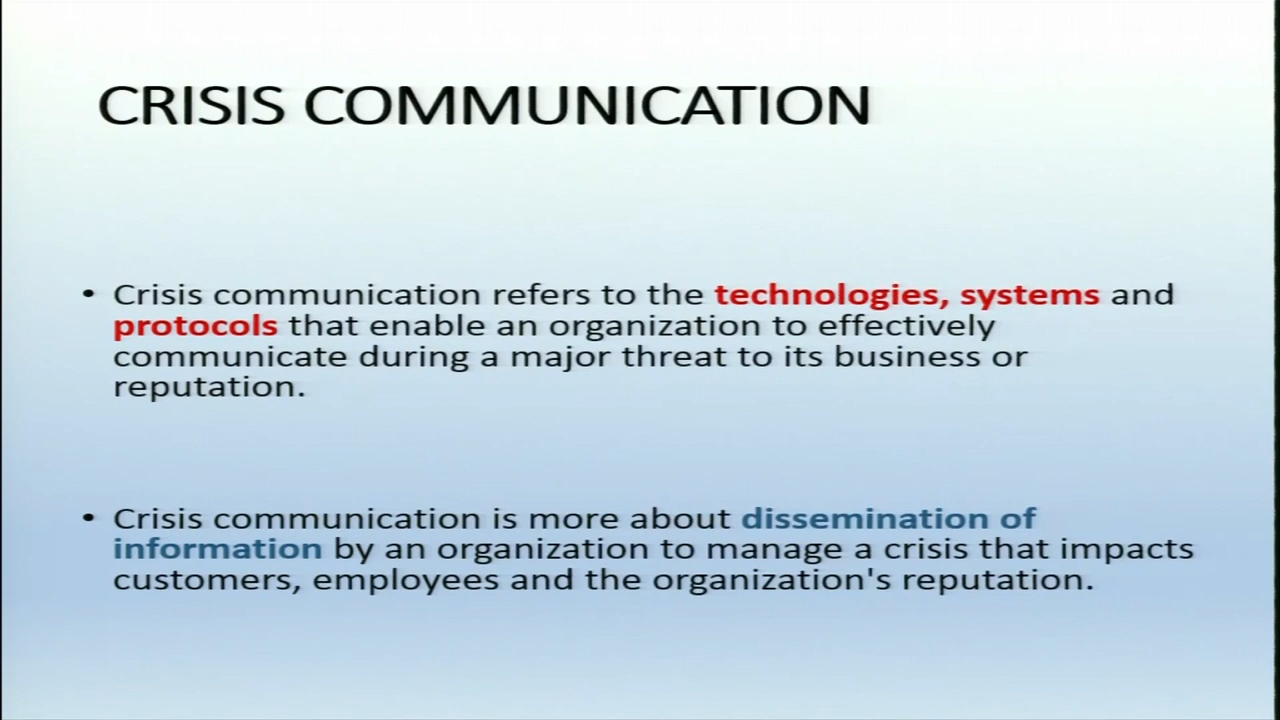 CRISIS COMMUNICATION
• Crisis communication refers to the technologies, systems and
protocols that enable an organization to effectively
communicate during a major threat to its business or
reputation.
• Crisis communication is more about dissemination of
information by an organization to manage a crisis that impacts
customers, employees and the organization's reputation.